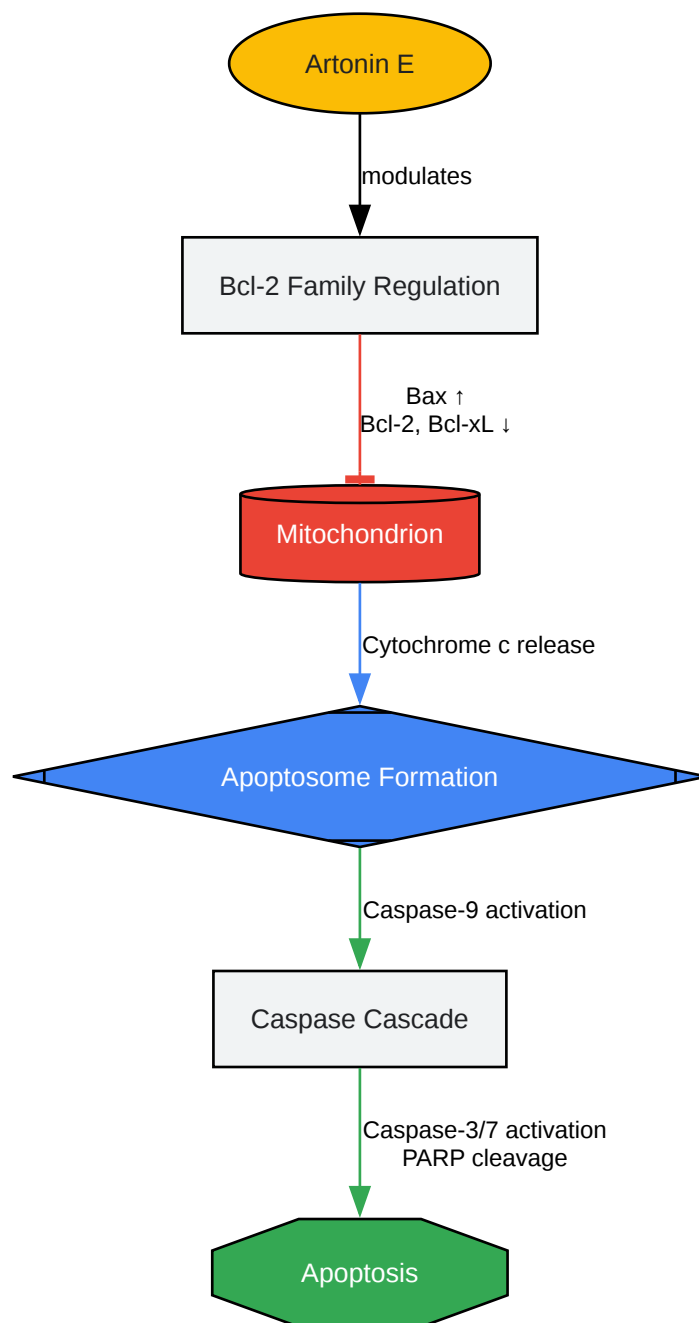 Artonin E
modulates
Bcl-2 Family Regulation
Bax ↑
Bcl-2, Bcl-xL ↓
Mitochondrion
Cytochrome c release
Apoptosome Formation
Caspase-9 activation
Caspase Cascade
Caspase-3/7 activation
PARP cleavage
Apoptosis